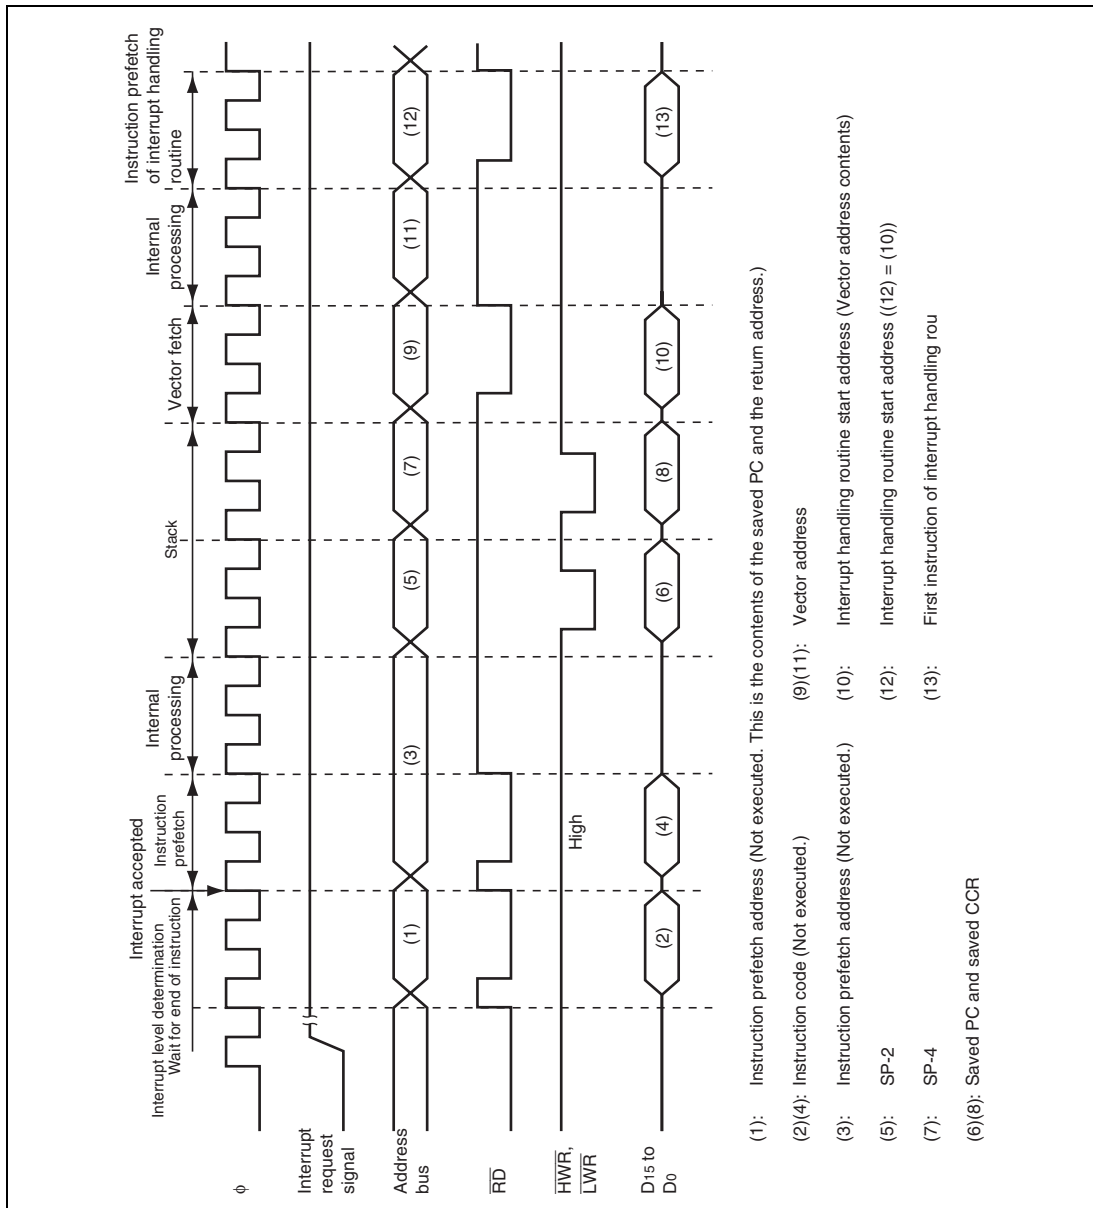 Interrupt level determination
Wait for end of instruction
Interrupt accepted
Instruction
prefetch
Internal
processing
Stack
Vector fetch
Internal
processing
Instruction prefetch
of interrupt handling
routine
φ
Interrupt
request
signal
Address
bus
(1)
(3)
(5)
(7)
(9)
(11)
(12)
RD
HWR,
LWR
High
D15 to
D0
(2)
(4)
(6)
(8)
(10)
(13)
(1): Instruction prefetch address (Not executed. This is the contents of the saved PC and the return address.)
(2)(4): Instruction code (Not executed.)
(3): Instruction prefetch address (Not executed.)
(5): SP-2
(7): SP-4
(6)(8): Saved PC and saved CCR
(9)(11): Vector address
(10): Interrupt handling routine start address (Vector address contents)
(12): Interrupt handling routine start address ((12) = (10))
(13): First instruction of interrupt handling rou